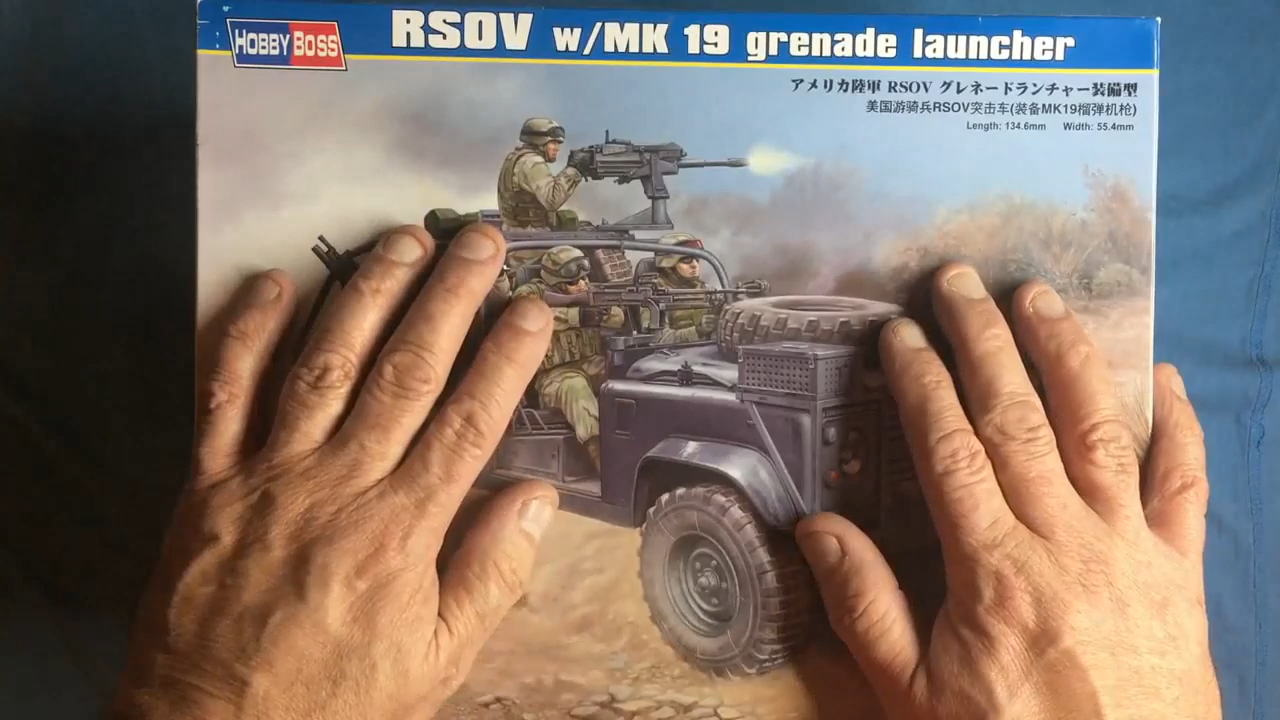 HOBBY BOSS
RSOV w/MK 19 grenade launcher
アメリカ陸軍 RSOV グレネードランチャー装備型
美国游骑兵RSOV突击车(装备MK19榴弹机枪)
Length: 134.6mm Width: 55.4mm